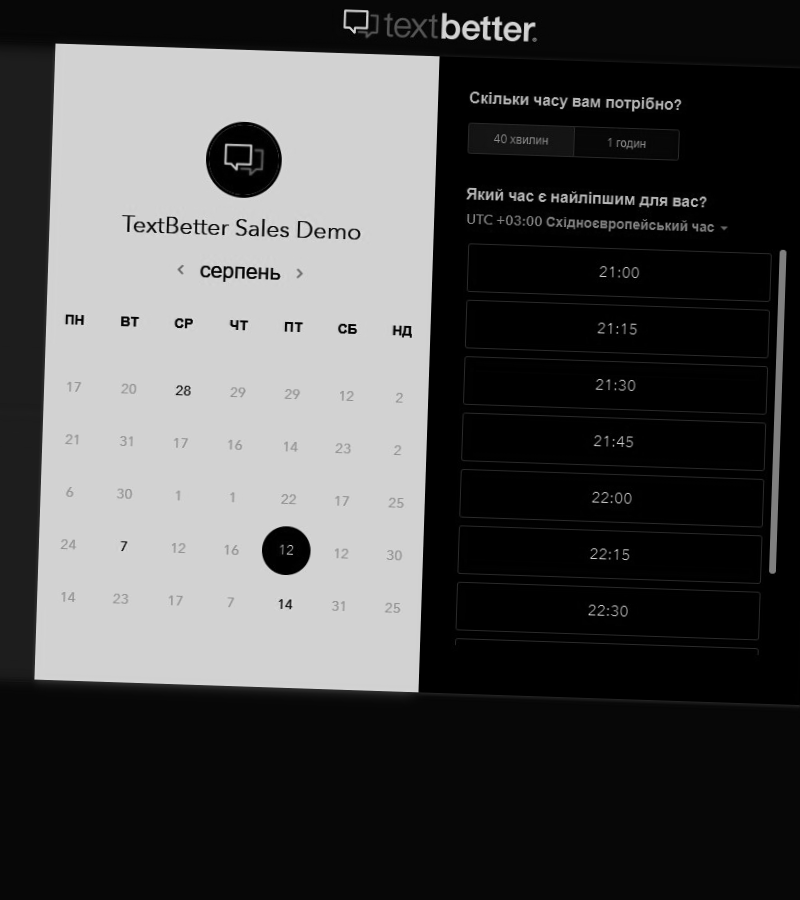 textbetter.
TextBetter Sales Demo
серпень
ПН ВТ СР ЧТ ПТ СБ НД
17 20 28 29 29 12 2
21 31 17 16 14 23 2
6 30 1 1 22 17 25
24 7 12 16 12 12 30
14 23 17 7 14 31 25
Скільки часу вам потрібно?
40 хвилин 1 годин
Який час є найліпшим для вас?
UTC +03:00 Східноєвропейський час
21:00
21:15
21:30
21:45
22:00
22:15
22:30